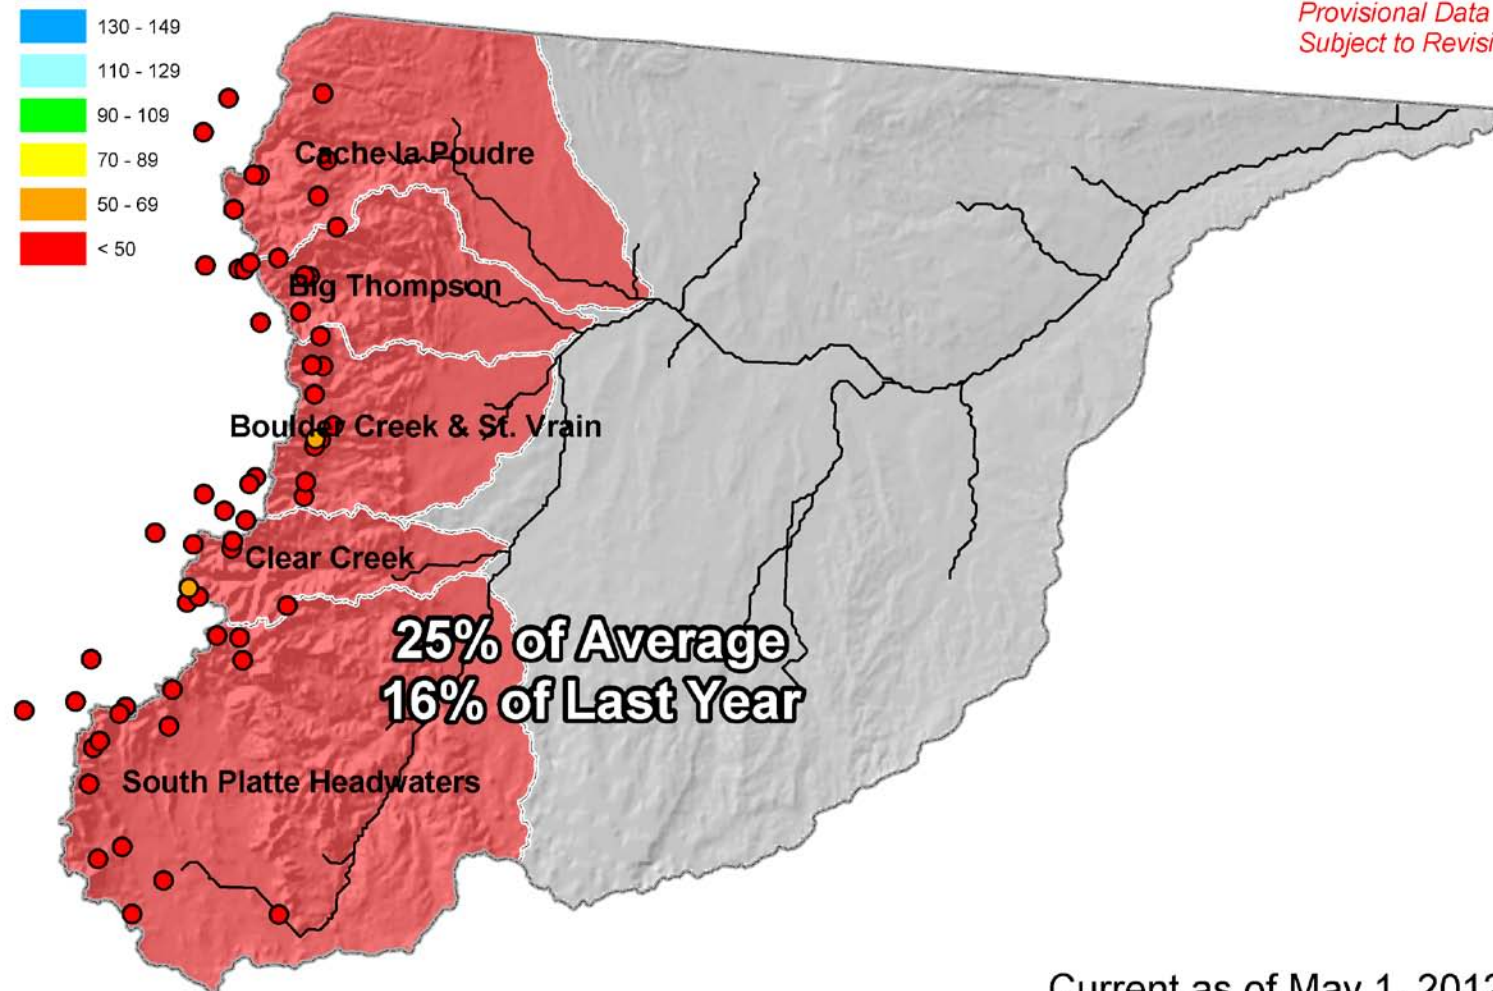 130 - 149
110 - 129
90 - 109
70 - 89
50 - 69
< 50
Provisional Data
Subject to
Cache la Poudre
Big Thompson
Boulder Creek & St. Vrain
Clear Creek
25% of Average
16% of Last Year
South Platte Headwaters
Current as of May 1, 2012